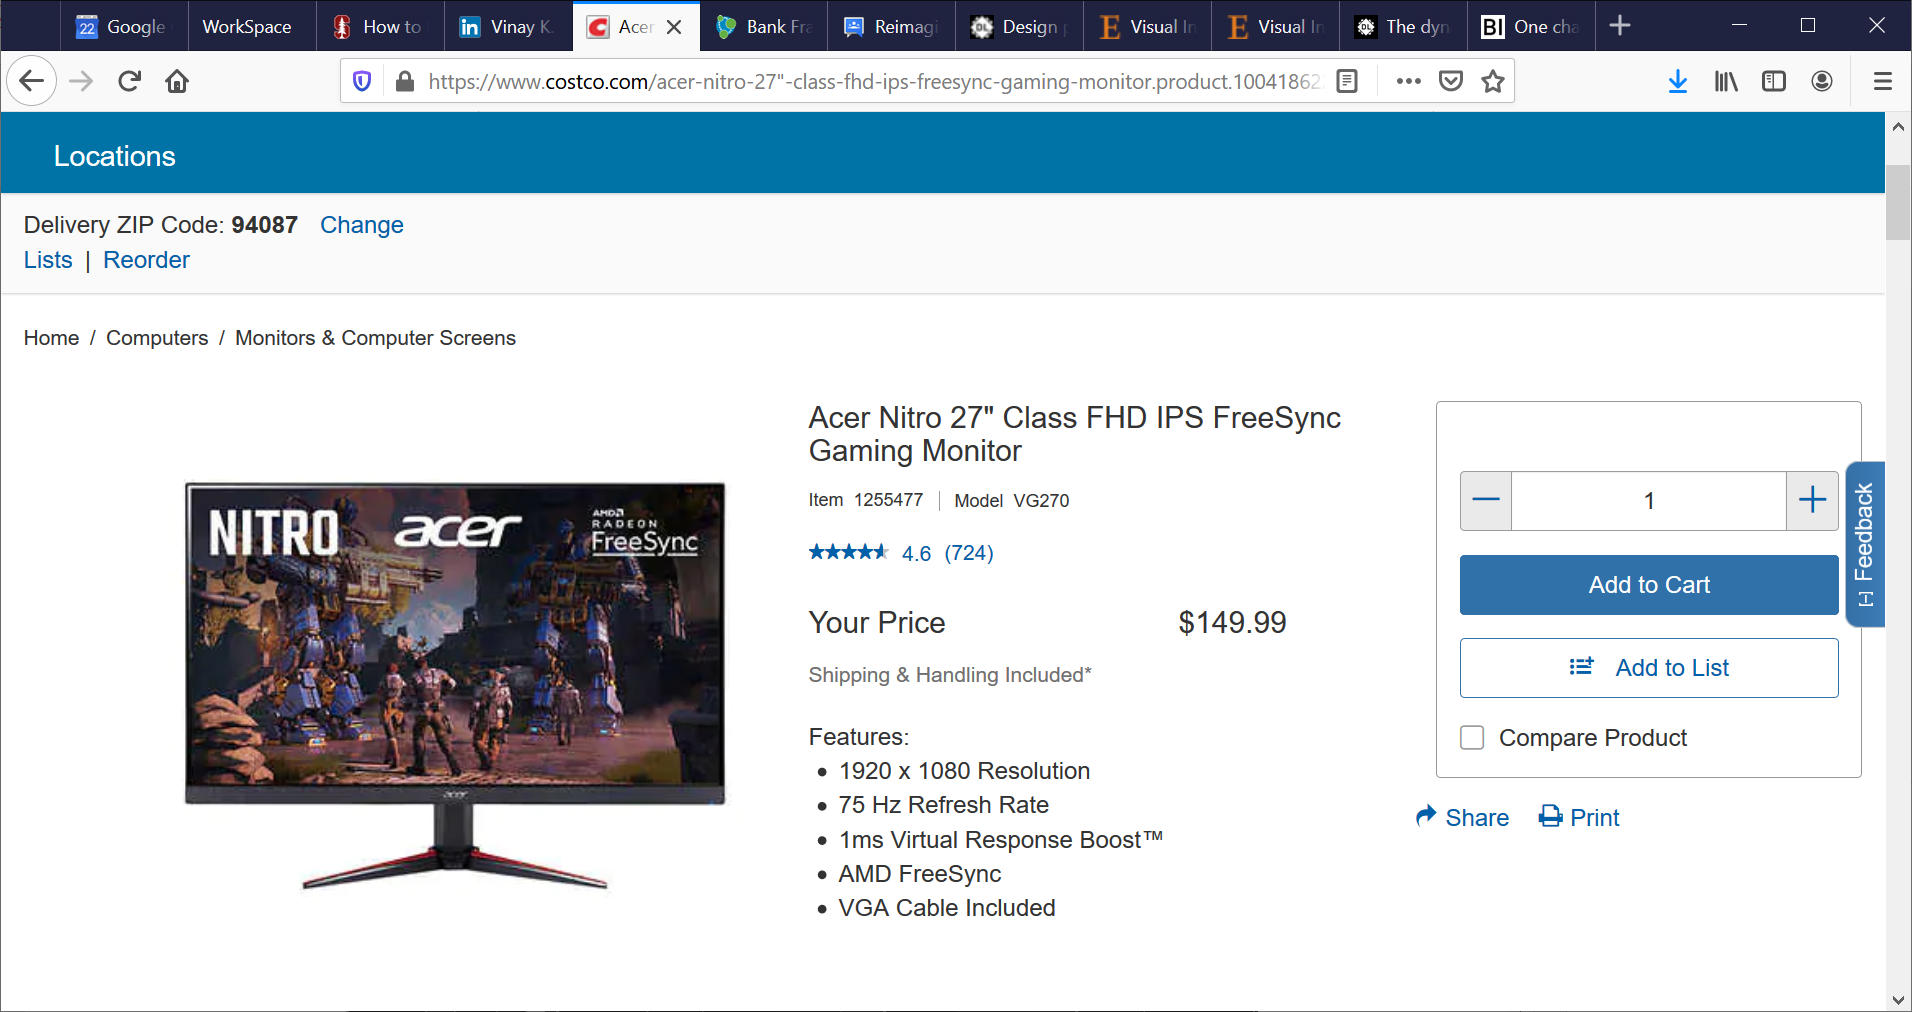 22 Google
WorkSpace
How to
in Vinay K.
Acer
Bank Fra
Reimagi
Design
Visual In
Visual In
The dyn
BI One cha
https://www.costco.com/acer-nitro-27"-class-fhd-ips-freesync-gaming-monitor.product.10041862
Locations
Delivery ZIP Code: 94087 Change
Lists | Reorder
Home / Computers / Monitors & Computer Screens
NITRO acer AMD RADEON FreeSync
acer
Acer Nitro 27" Class FHD IPS FreeSync
Gaming Monitor
Item 1255477 | Model VG270
4.6 (724)
Your Price $149.99
Shipping & Handling Included*
Features:
• 1920 x 1080 Resolution
• 75 Hz Refresh Rate
• 1ms Virtual Response Boost™
• AMD FreeSync
• VGA Cable Included
1
Add to Cart
Add to List
Compare Product
Share Print
[-] Feedback